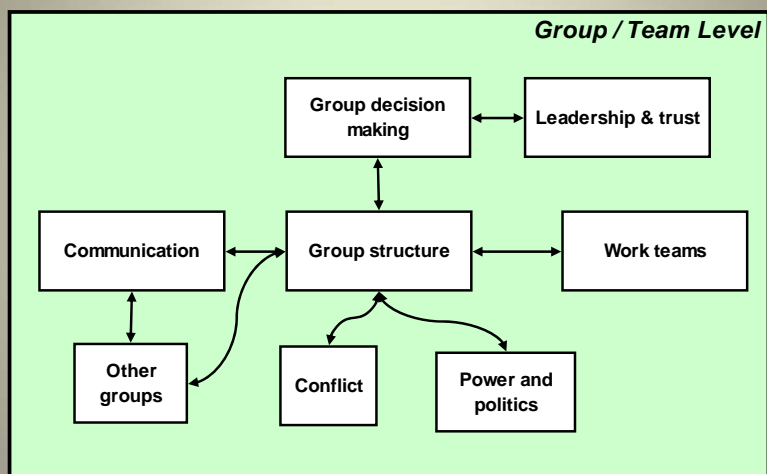 Group / Team Level
Group decision
making
Leadership & trust
Communication
Group structure
Work teams
Other
groups
Conflict
Power and
politics